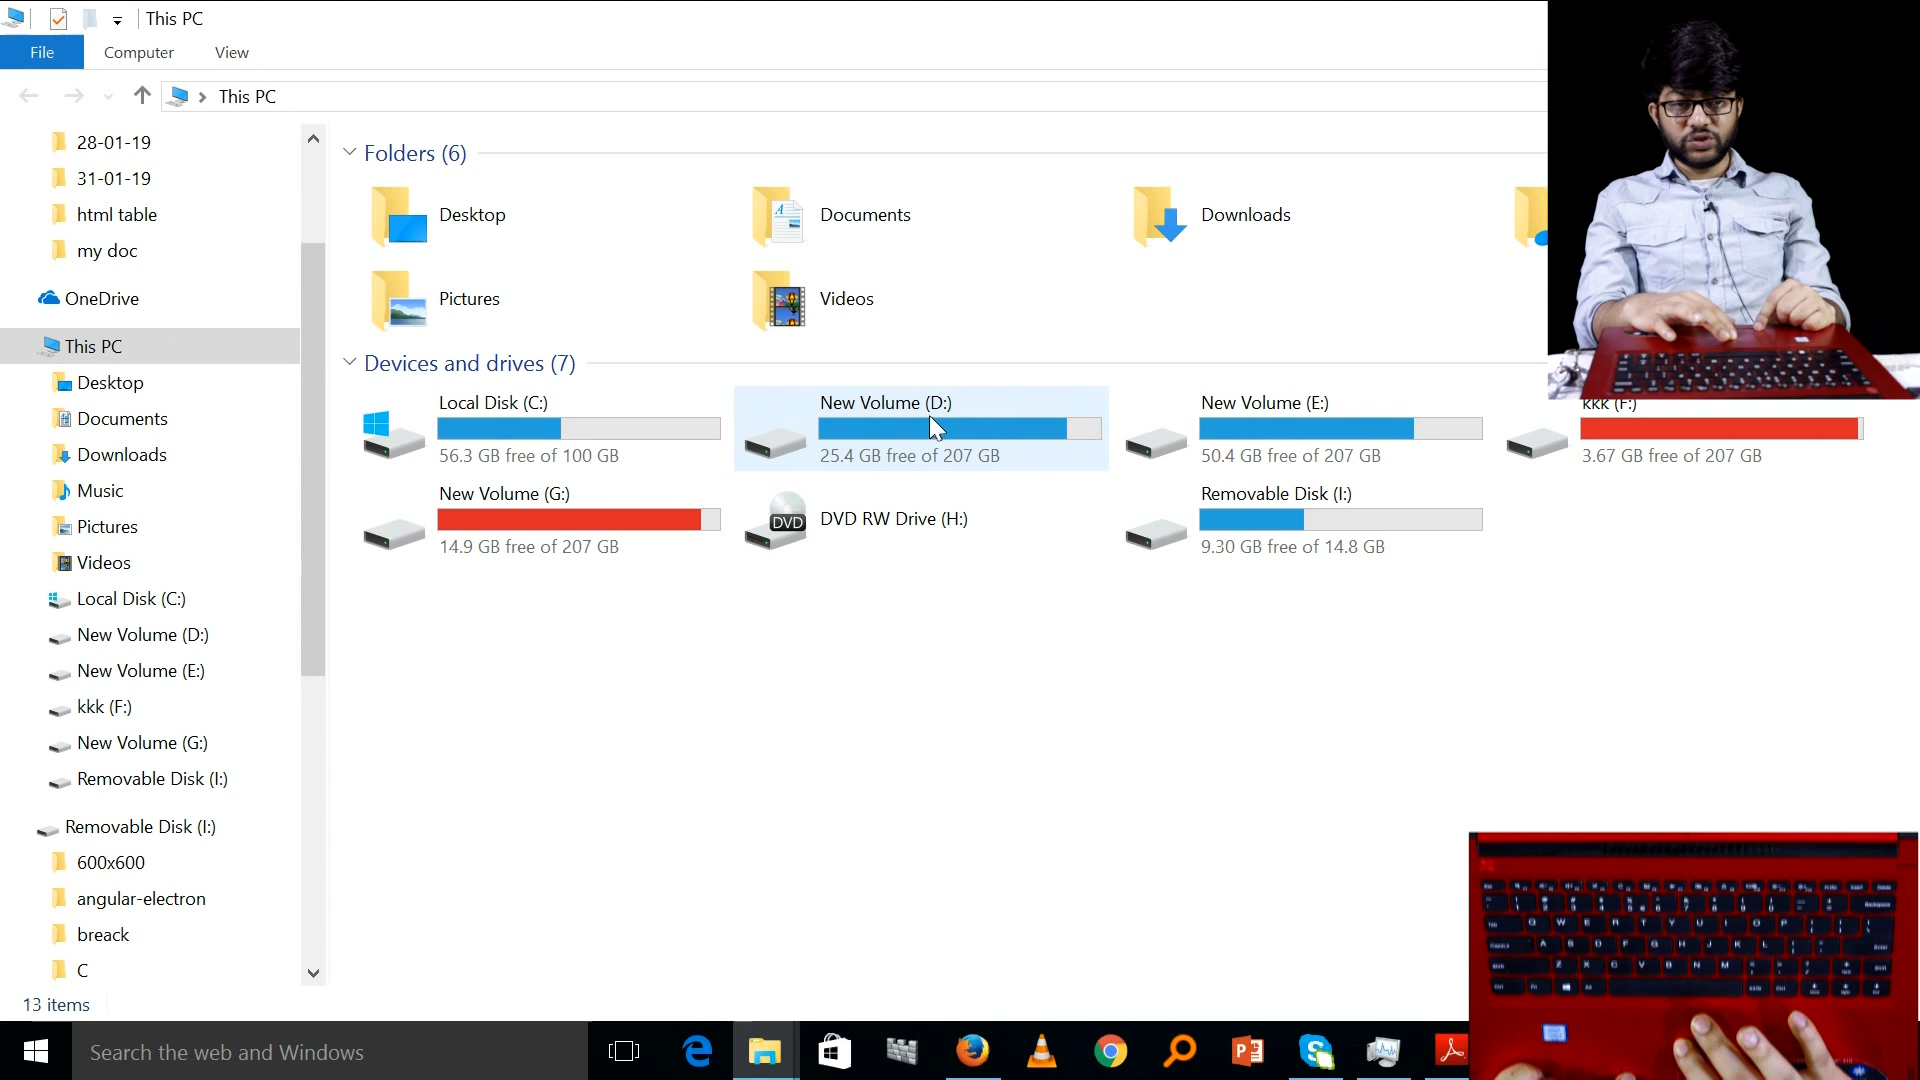 This PC
File
Computer
View
This PC
28-01-19
31-01-19
html table
my doc
OneDrive
This PC
Desktop
Documents
Downloads
Music
Pictures
Videos
Local Disk (C:)
New Volume (D:)
New Volume (E:)
kkk (F:)
New Volume (G:)
Removable Disk (I:)
Removable Disk (I:)
600x600
angular-electron
breack
C
13 items
Folders (6)
Desktop
Documents
Downloads
Pictures
Videos
Devices and drives (7)
Local Disk (C:)
56.3 GB free of 100 GB
New Volume (D:)
25.4 GB free of 207 GB
New Volume (E:)
50.4 GB free of 207 GB
kkk (F:)
3.67 GB free of 207 GB
New Volume (G:)
14.9 GB free of 207 GB
DVD
DVD RW Drive (H:)
Removable Disk (I:)
9.30 GB free of 14.8 GB
Search the web and Windows